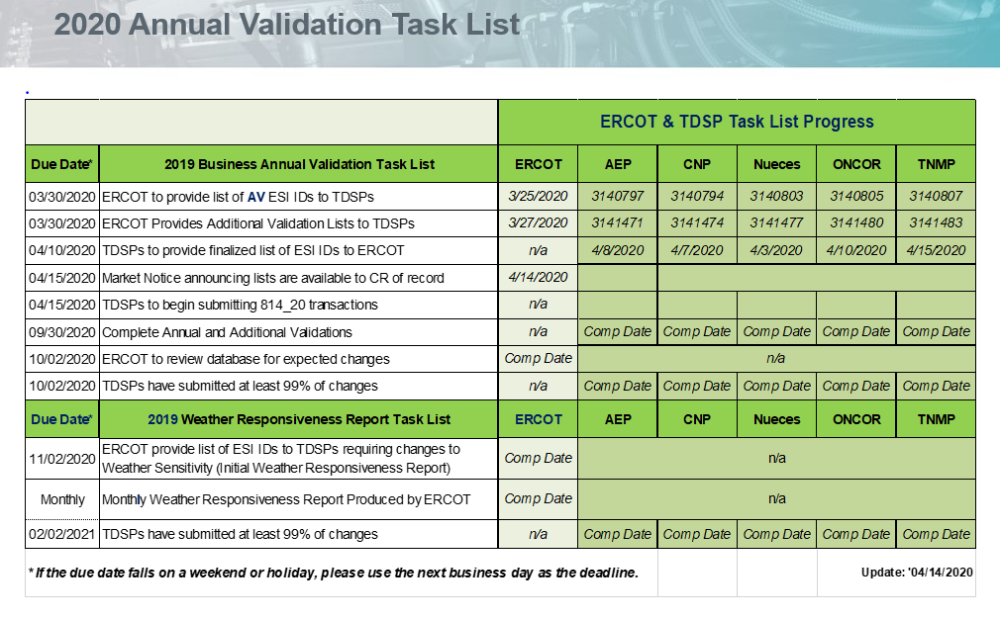 2020 Annual Validation Task List
.
ERCOT & TDSP Task List Progress
Due Date* 2019 Business Annual Validation Task List ERCOT AEP CNP Nueces ONCOR TNMP
03/30/2020 ERCOT to provide list of AV ESI IDs to TDSPs 3/25/2020 3140797 3140794 3140803 3140805 3140807
03/30/2020 ERCOT Provides Additional Validation Lists to TDSPs 3/27/2020 3141471 3141474 3141477 3141480 3141483
04/10/2020 TDSPs to provide finalized list of ESI IDs to ERCOT n/a 4/8/2020 4/7/2020 4/3/2020 4/10/2020 4/15/2020
04/15/2020 Market Notice announcing lists are available to CR of record 4/14/2020
04/15/2020 TDSPs to begin submitting 814_20 transactions n/a
09/30/2020 Complete Annual and Additional Validations n/a Comp Date Comp Date Comp Date Comp Date Comp Date
10/02/2020 ERCOT to review database for expected changes Comp Date n/a
10/02/2020 TDSPs have submitted at least 99% of changes n/a Comp Date Comp Date Comp Date Comp Date Comp Date
Due Date* 2019 Weather Responsiveness Report Task List ERCOT AEP CNP Nueces ONCOR TNMP
11/02/2020 ERCOT provide list of ESI IDs to TDSPs requiring changes to
Weather Sensitivity (Initial Weather Responsiveness Report) Comp Date n/a
Monthly Monthly Weather Responsiveness Report Produced by ERCOT Comp Date n/a
02/02/2021 TDSPs have submitted at least 99% of changes n/a Comp Date Comp Date Comp Date Comp Date Comp Date
*If the due date falls on a weekend or holiday, please use the next business day as the deadline. Update: '04/14/2020